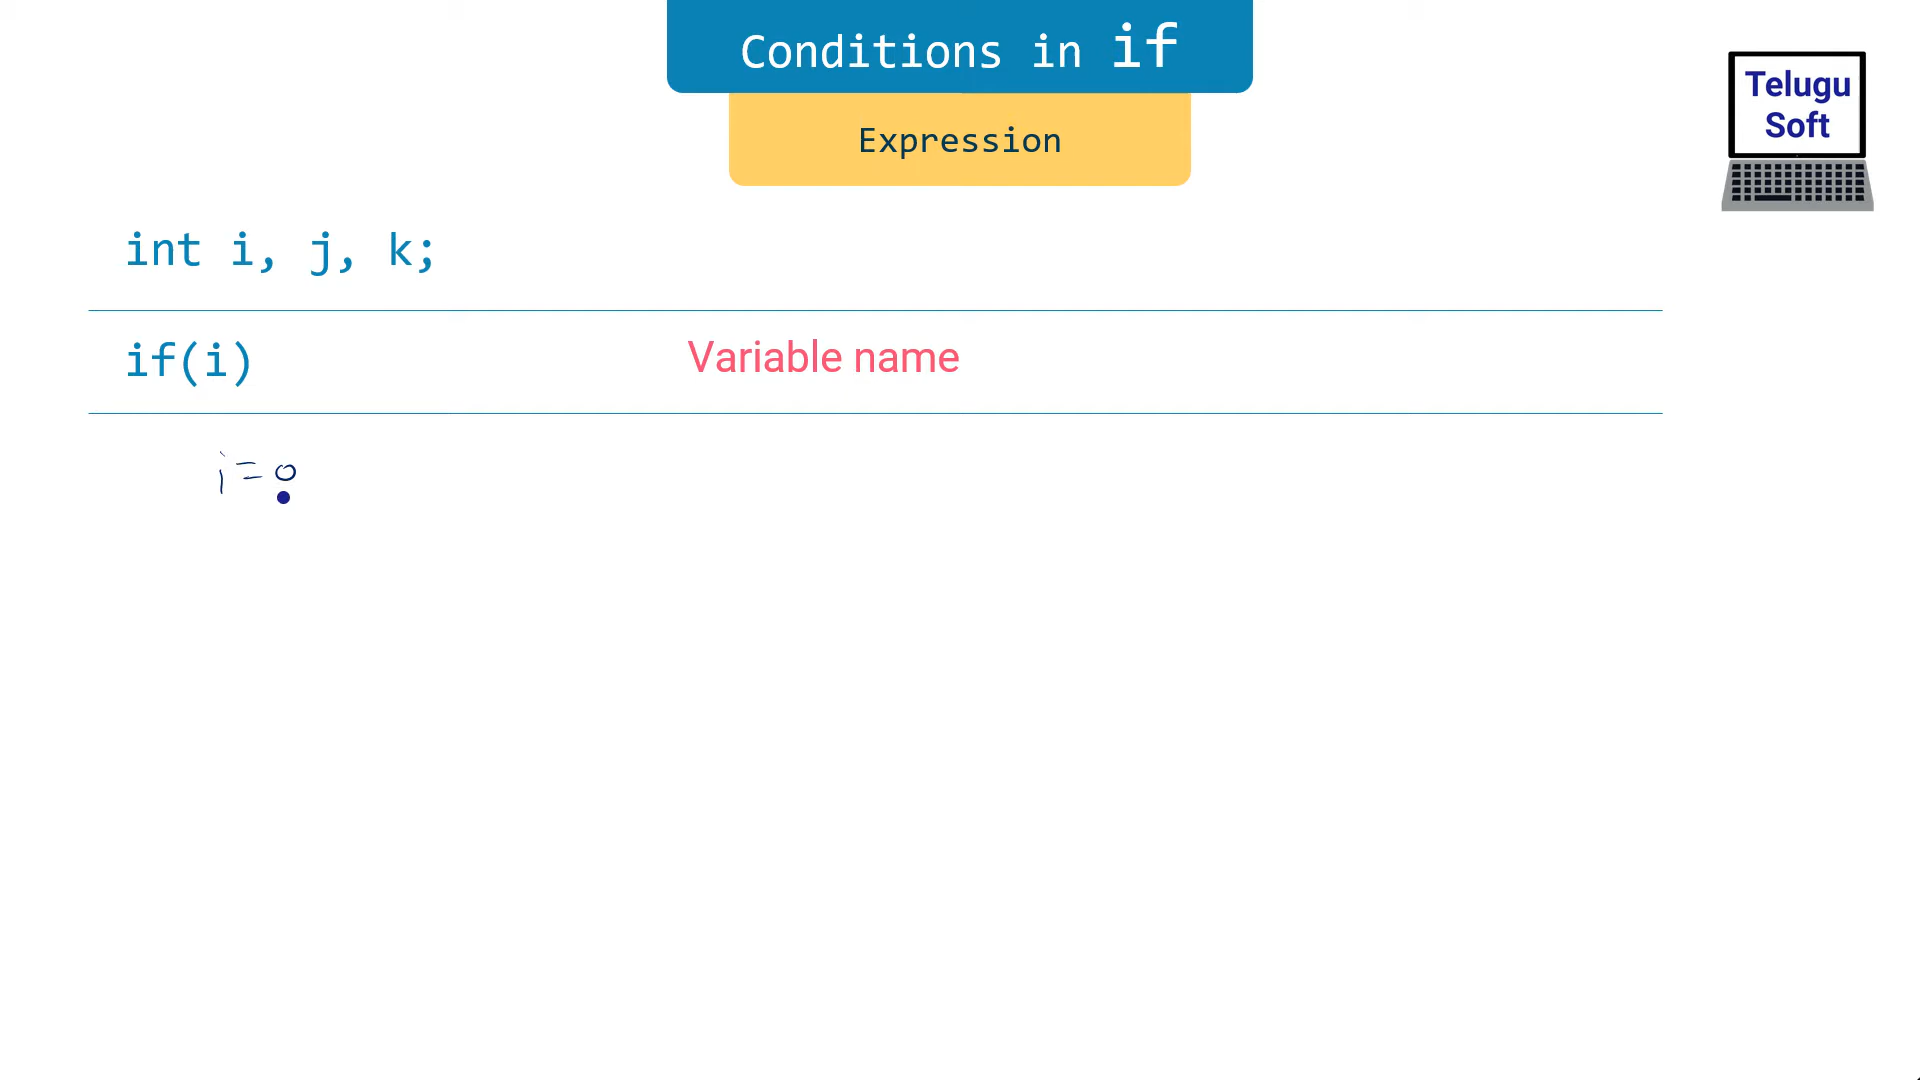 Conditions in if
Expression
Telugu
Soft
int i, j, k;
if(i) Variable name
i=0